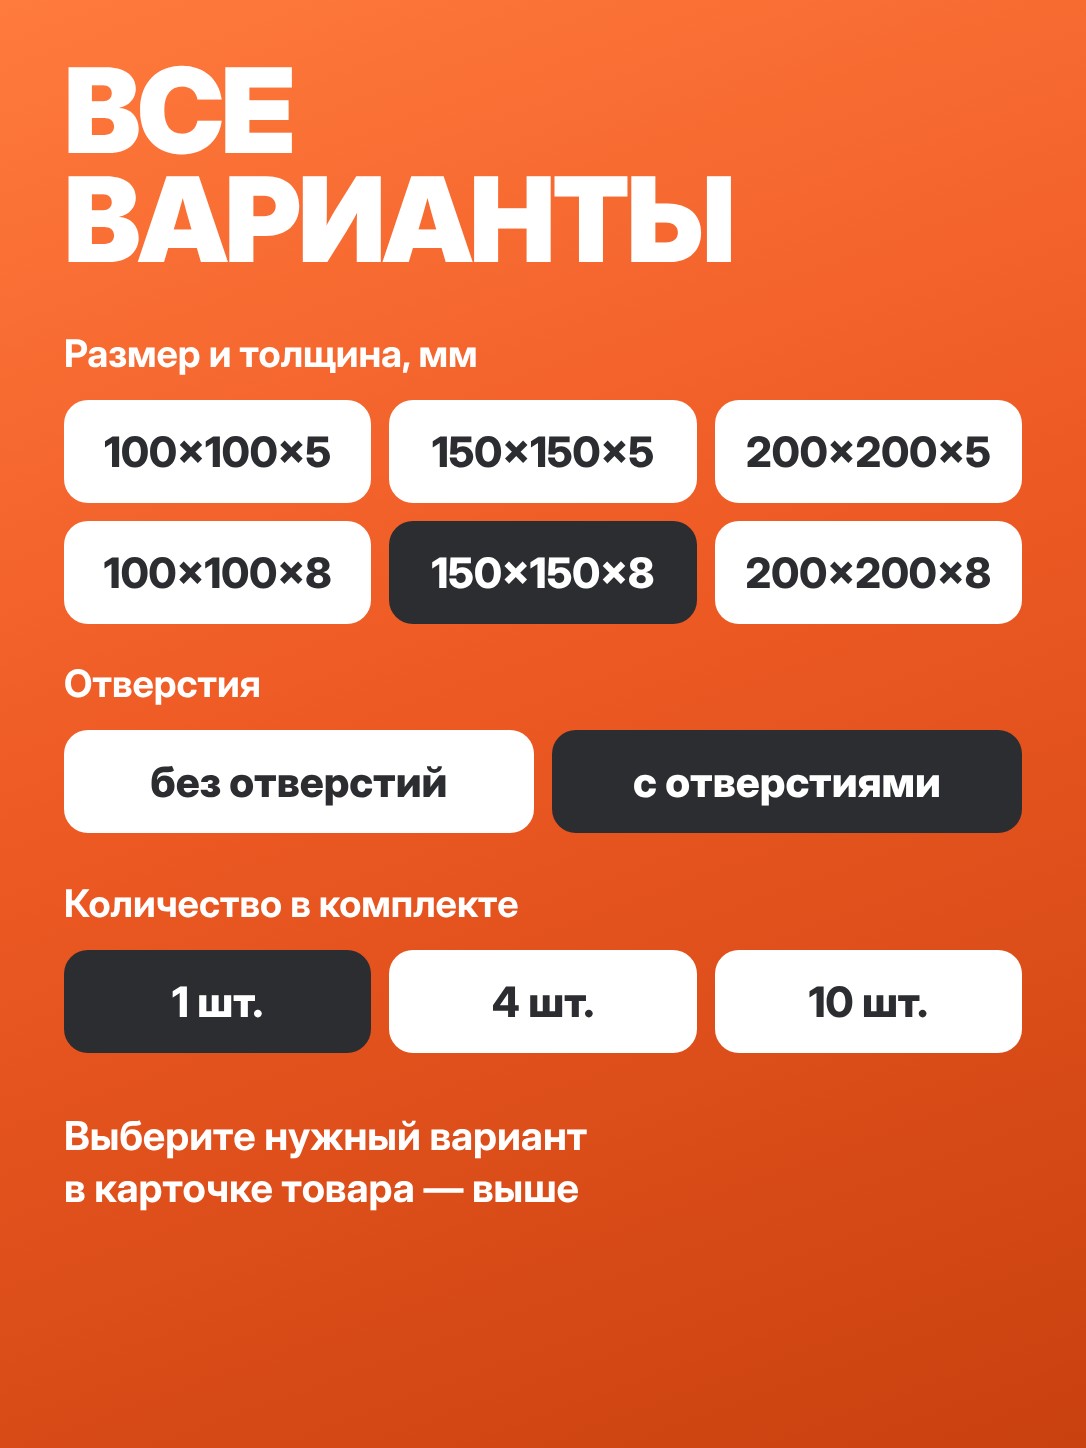 ВСЕ
ВАРИАНТЫ
Размер и толщина, мм
100×100×5 150×150×5 200×200×5
100×100×8 150×150×8 200×200×8
Отверстия
без отверстий с отверстиями
Количество в комплекте
1 шт. 4 шт. 10 шт.
Выберите нужный вариант
в карточке товара — выше